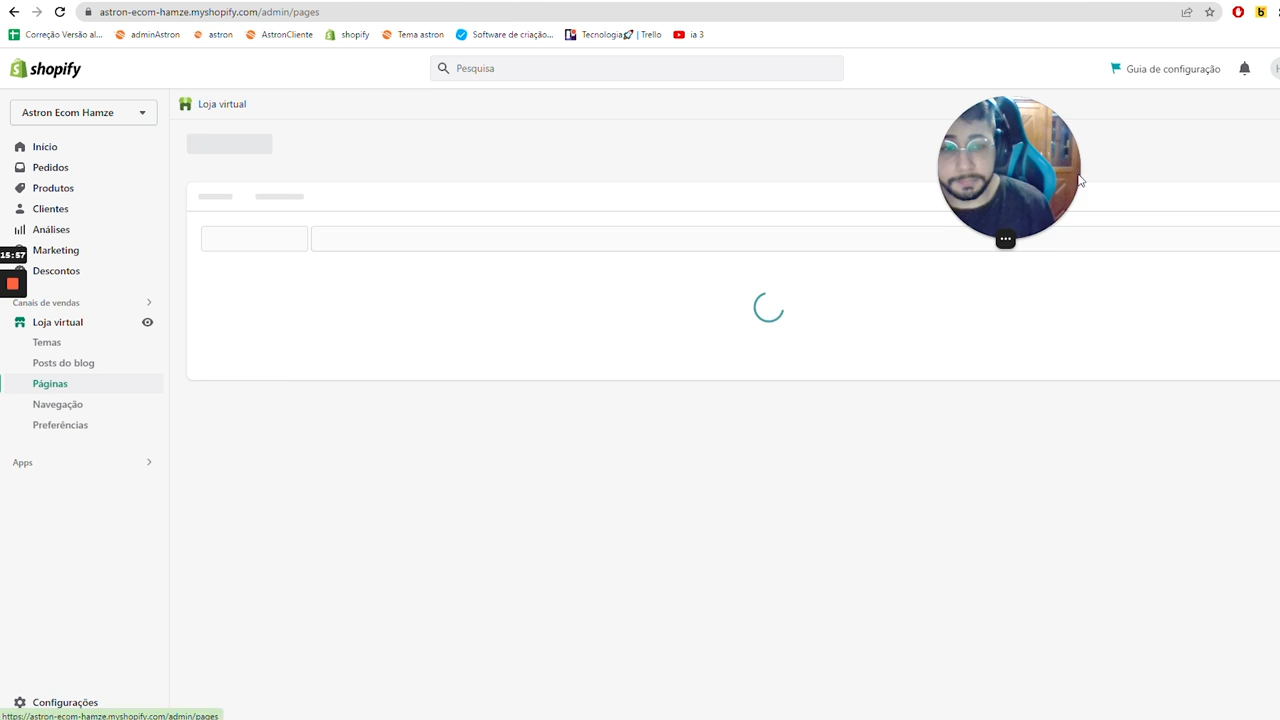 astron-ecom-hamze.myshopify.com/admin/pages
Correção Versão al...
adminAstron
astron
AstronCliente
shopify
Tema astron
Software de criação...
Tecnologia🚀 | Trello
ia 3
shopify
Pesquisa
Guia de configuração
Astron Ecom Hamze
Loja virtual
Início
Pedidos
Produtos
Clientes
Análises
Marketing
15:57
Descontos
Canais de vendas
Loja virtual
Temas
Posts do blog
Páginas
Navegação
Preferências
Apps
Configurações
https://astron-ecom-hamze.myshopify.com/admin/pages